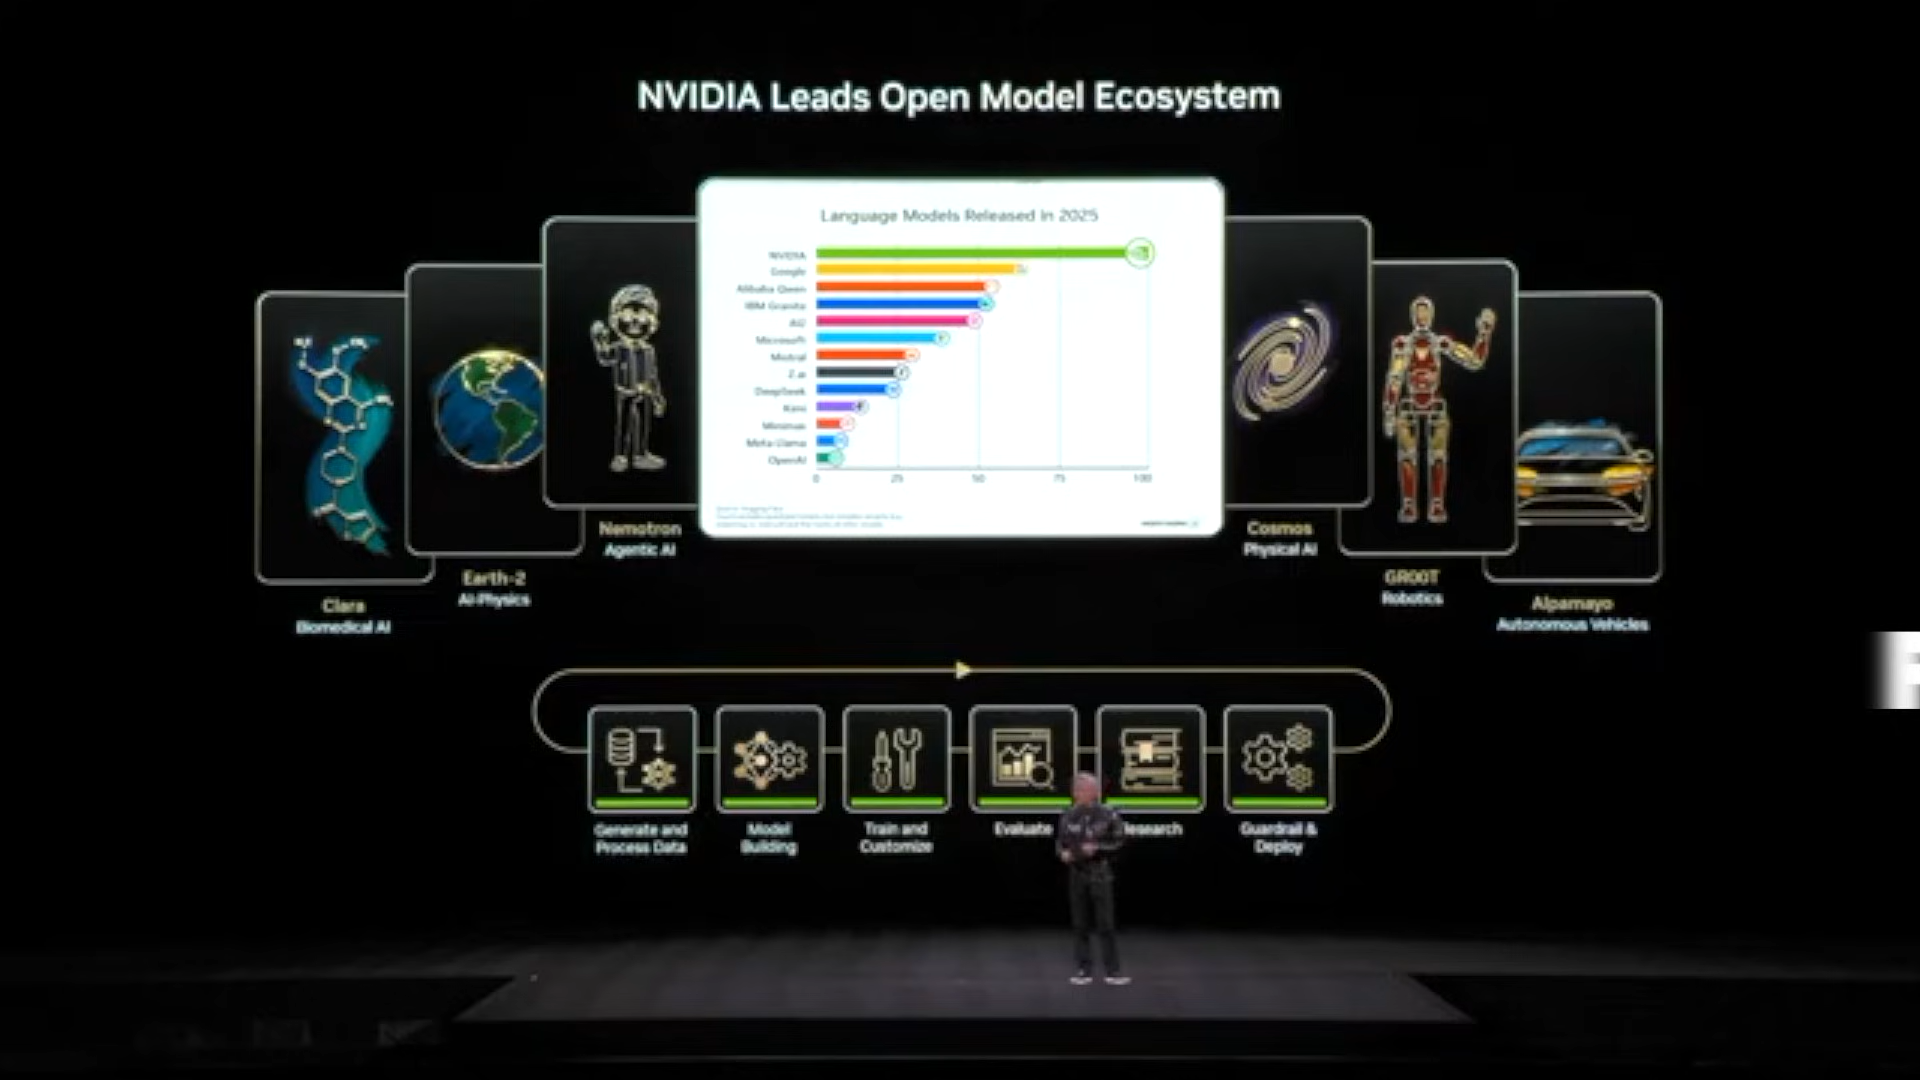 NVIDIA Leads Open Model Ecosystem
Language Models Released in 2025
NVIDIA
Google
Alibaba Qwen
IBM Granite
Ai2
Microsoft
Mistral
Z.ai
DeepSeek
Kimi
Minimax
Meta-Llama
OpenAI
0 25 50 75 100
Clara
Biomedical AI
Earth-2
AI-Physics
Nemotron
Agentic AI
Cosmos
Physical AI
GR00T
Robotics
Alpamayo
Autonomous Vehicles
Generate and
Process Data
Model
Building
Train and
Customize
Evaluate
Research
Guardrail &
Deploy